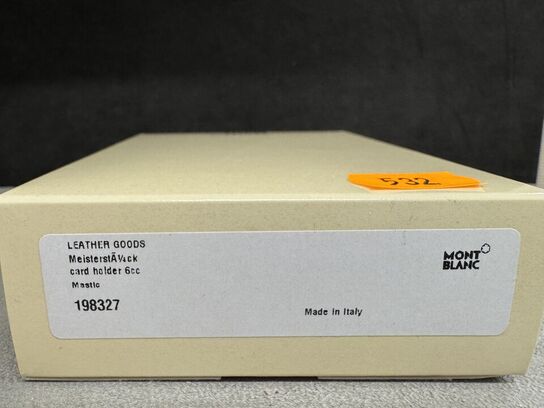 532
LEATHER GOODS
MeisterstÃ¼ck
card holder 6cc
Mastic
198327
Made in Italy
MONT
BLANC